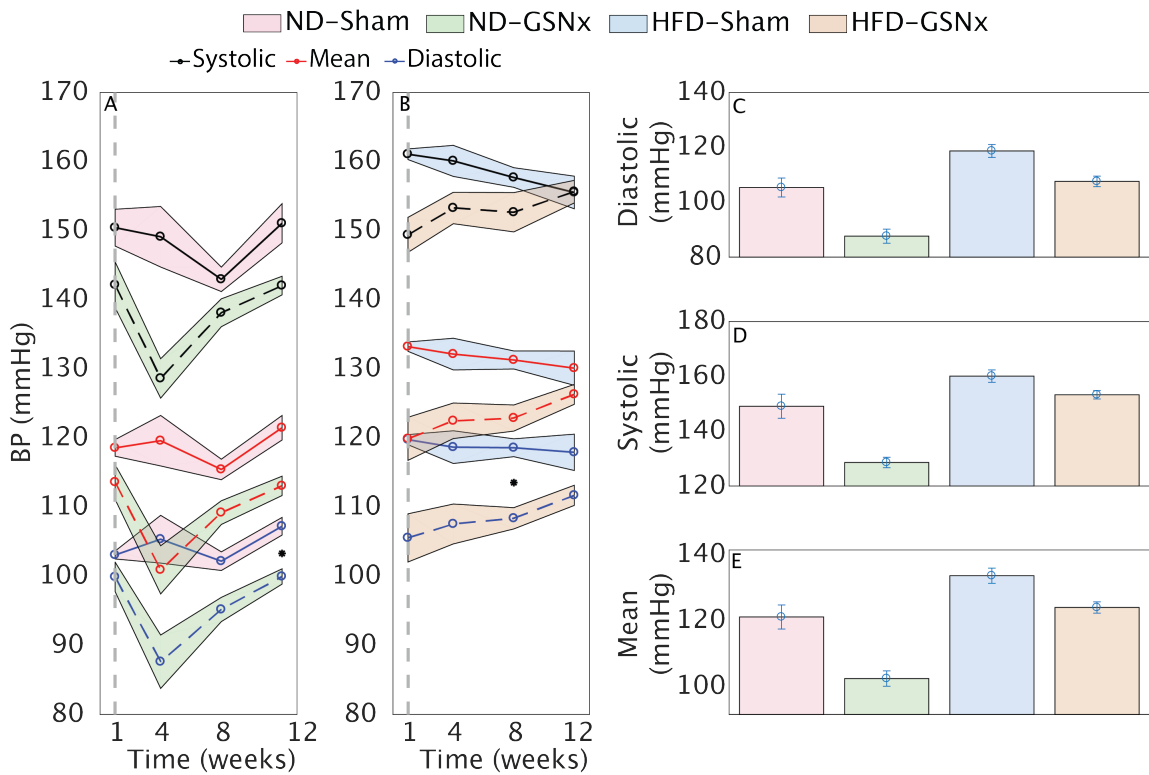 ND−Sham ND−GSNx HFD−Sham HFD−GSNx
Systolic Mean Diastolic
A
170
160
150
140
130
120
110
100
90
80
BP (mmHg)
1 4 8 12
Time (weeks)
B
170
160
150
140
130
120
110
100
90
80
1 4 8 12
Time (weeks)
C
140
120
100
80
Diastolic
(mmHg)
D
180
160
140
120
Systolic
(mmHg)
E
140
120
100
Mean
(mmHg)